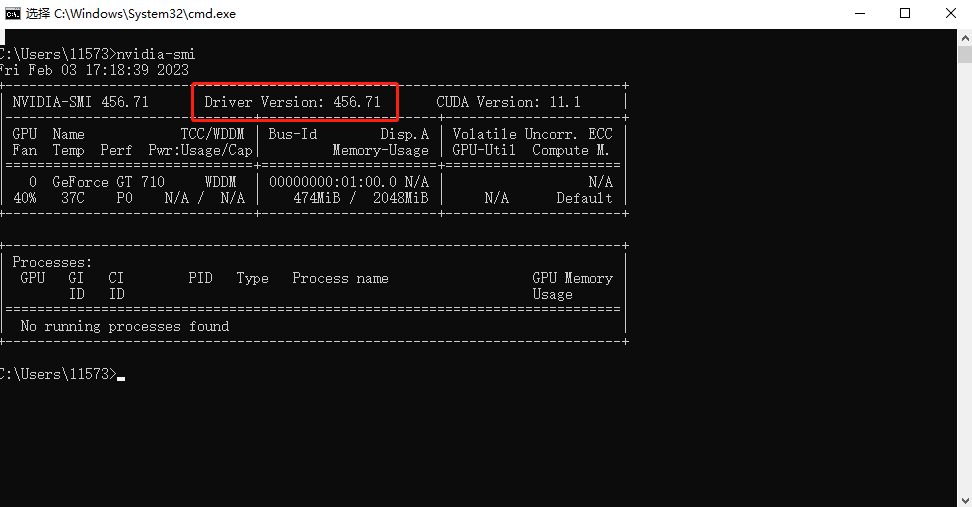 选择 C:\Windows\System32\cmd.exe
C:\Users\11573>nvidia-smi
Fri Feb 03 17:18:39 2023
NVIDIA-SMI 456.71 Driver Version: 456.71 CUDA Version: 11.1
GPU Name TCC/WDDM | Bus-Id Disp.A | Volatile Uncorr. ECC
Fan Temp Perf Pwr:Usage/Cap| Memory-Usage | GPU-Util Compute M.
0 GeForce GT 710 WDDM | 00000000:01:00.0 N/A | N/A
40% 37C P0 N/A / N/A | 474MiB / 2048MiB | N/A Default
Processes:
GPU GI CI PID Type Process name GPU Memory
ID ID Usage
No running processes found
C:\Users\11573>